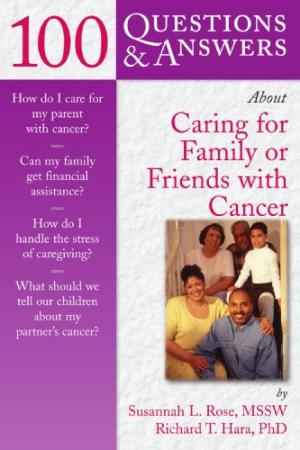 100 QUESTIONS
& ANSWERS
How do I care for
my parent
with cancer?
Can my family
get financial
assistance?
How do I
handle the stress
of caregiving?
What should we
tell our children
about my
partner's cancer?
About
Caring for
Family or
Friends with
Cancer
by
Susannah L. Rose, MSSW
Richard T. Hara, PhD